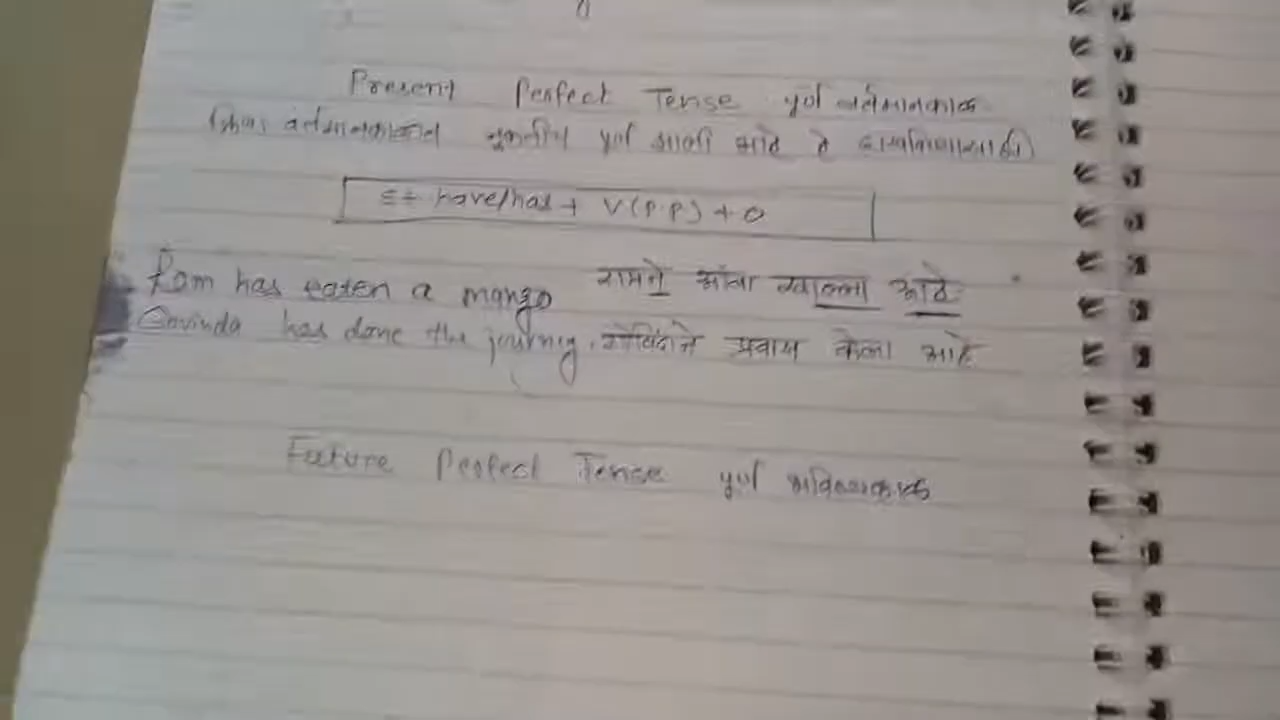 Present Perfect Tense पूर्ण वर्तमानकाळ
क्रिया वर्तमानकाळात नुकतीच पूर्ण झाली आहे हे दाखविण्यासाठी
S+ have/has + V(P.P) + O
Ram has eaten a mango रामने आंबा खाल्ला आहे.
Govinda has done the journey. गोविंदाने प्रवास केला आहे
Future Perfect Tense पूर्ण भविष्यकाळ